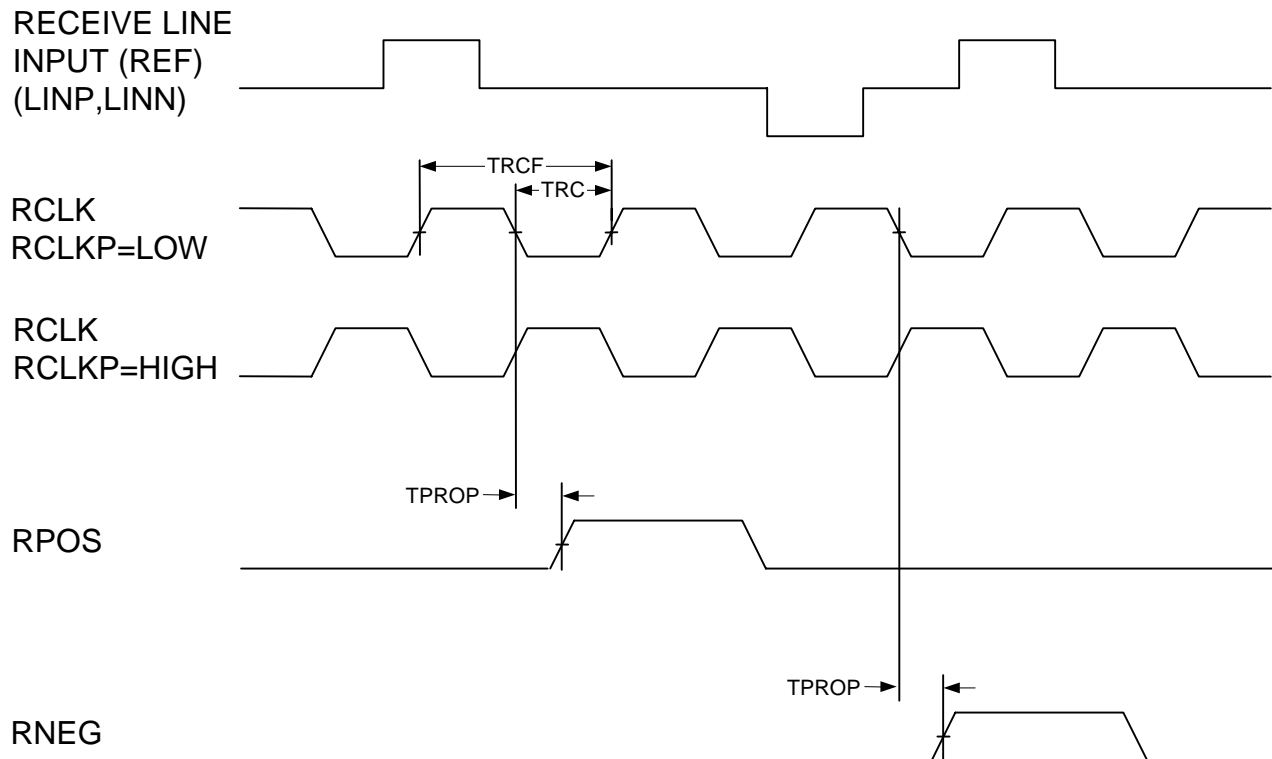 RECEIVE LINE
INPUT (REF)
(LINP,LINN)
TRCF
TRC
RCLK
RCLKP=LOW
RCLK
RCLKP=HIGH
TPROP
RPOS
TPROP
RNEG